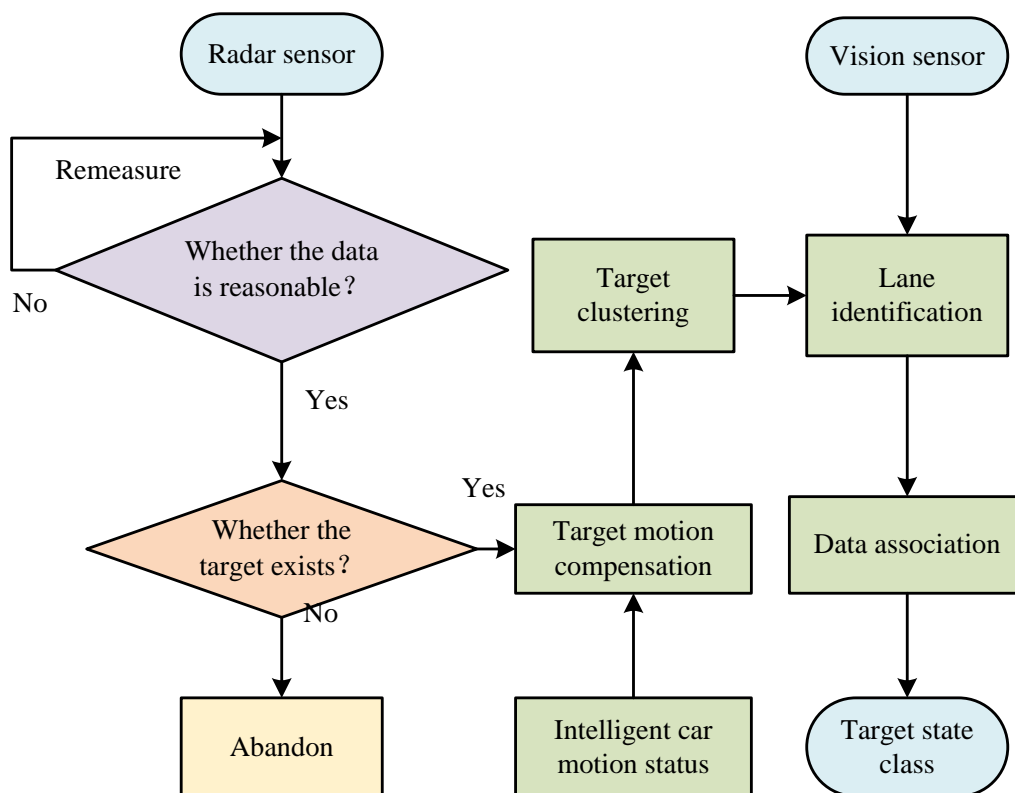 Radar sensor
Vision sensor
Remeasure
Whether the data
is reasonable？
No
Target
clustering
Lane
identification
Yes
Yes
Whether the
target exists？
No
Target motion
compensation
Data association
Abandon
Intelligent car
motion status
Target state
class